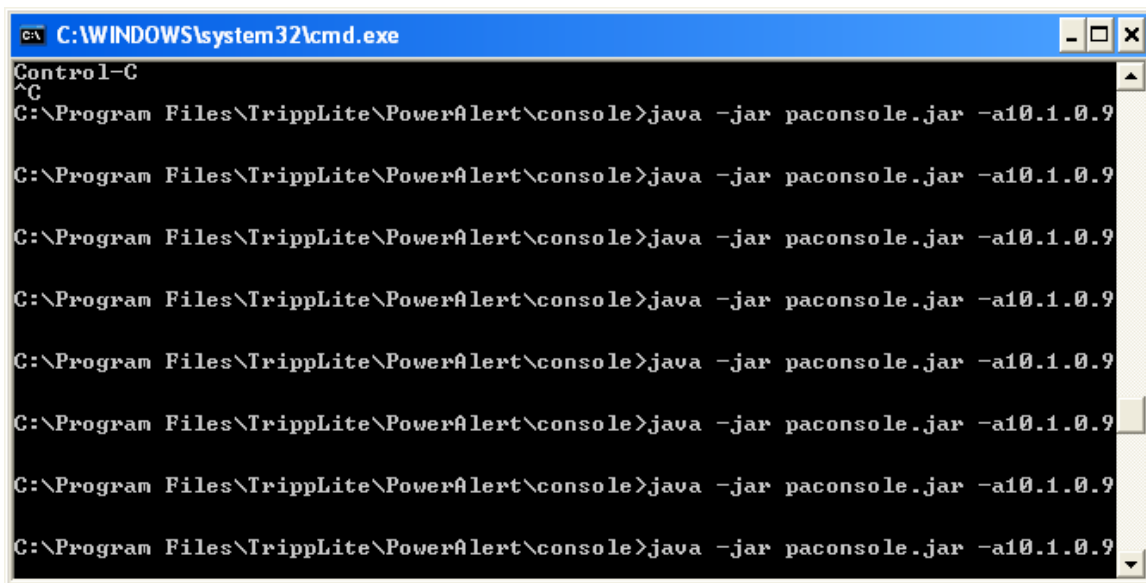 C:\WINDOWS\system32\cmd.exe
Control-C
^C
C:\Program Files\TrippLite\PowerAlert\console>java -jar paconsole.jar -a10.1.0.9
C:\Program Files\TrippLite\PowerAlert\console>java -jar paconsole.jar -a10.1.0.9
C:\Program Files\TrippLite\PowerAlert\console>java -jar paconsole.jar -a10.1.0.9
C:\Program Files\TrippLite\PowerAlert\console>java -jar paconsole.jar -a10.1.0.9
C:\Program Files\TrippLite\PowerAlert\console>java -jar paconsole.jar -a10.1.0.9
C:\Program Files\TrippLite\PowerAlert\console>java -jar paconsole.jar -a10.1.0.9
C:\Program Files\TrippLite\PowerAlert\console>java -jar paconsole.jar -a10.1.0.9
C:\Program Files\TrippLite\PowerAlert\console>java -jar paconsole.jar -a10.1.0.9